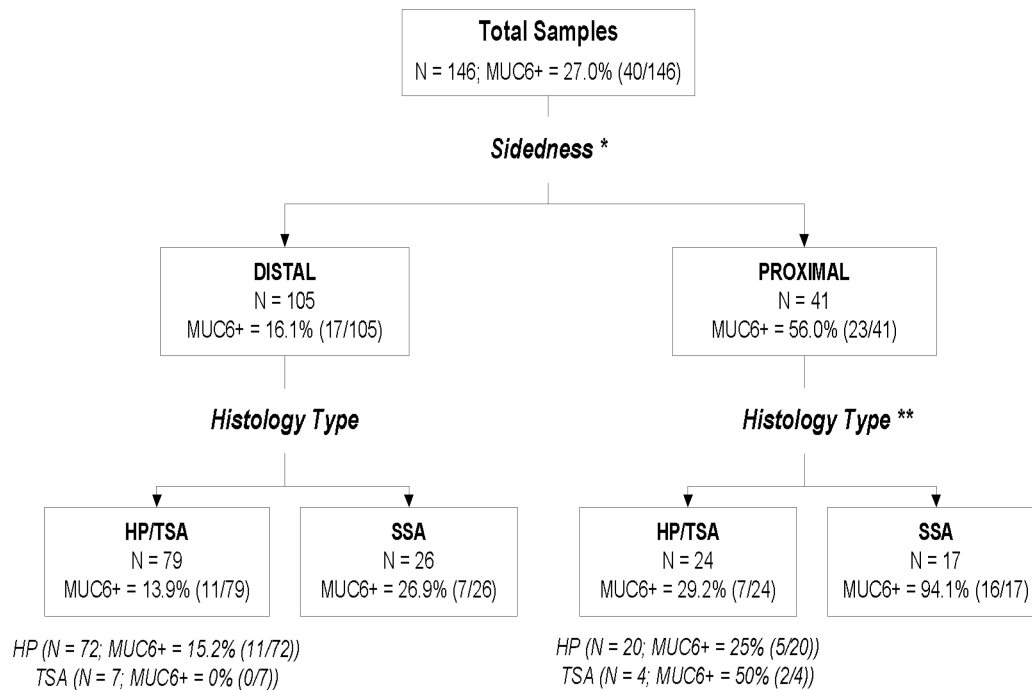 Total Samples
N = 146; MUC6+ = 27.0% (40/146)
Sidedness *
DISTAL
N = 105
MUC6+ = 16.1% (17/105)
PROXIMAL
N = 41
MUC6+ = 56.0% (23/41)
Histology Type
Histology Type **
HP/TSA
N = 79
MUC6+ = 13.9% (11/79)
SSA
N = 26
MUC6+ = 26.9% (7/26)
HP/TSA
N = 24
MUC6+ = 29.2% (7/24)
SSA
N = 17
MUC6+ = 94.1% (16/17)
HP (N = 72; MUC6+ = 15.2% (11/72))
TSA (N = 7; MUC6+ = 0% (0/7))
HP (N = 20; MUC6+ = 25% (5/20))
TSA (N = 4; MUC6+ = 50% (2/4))